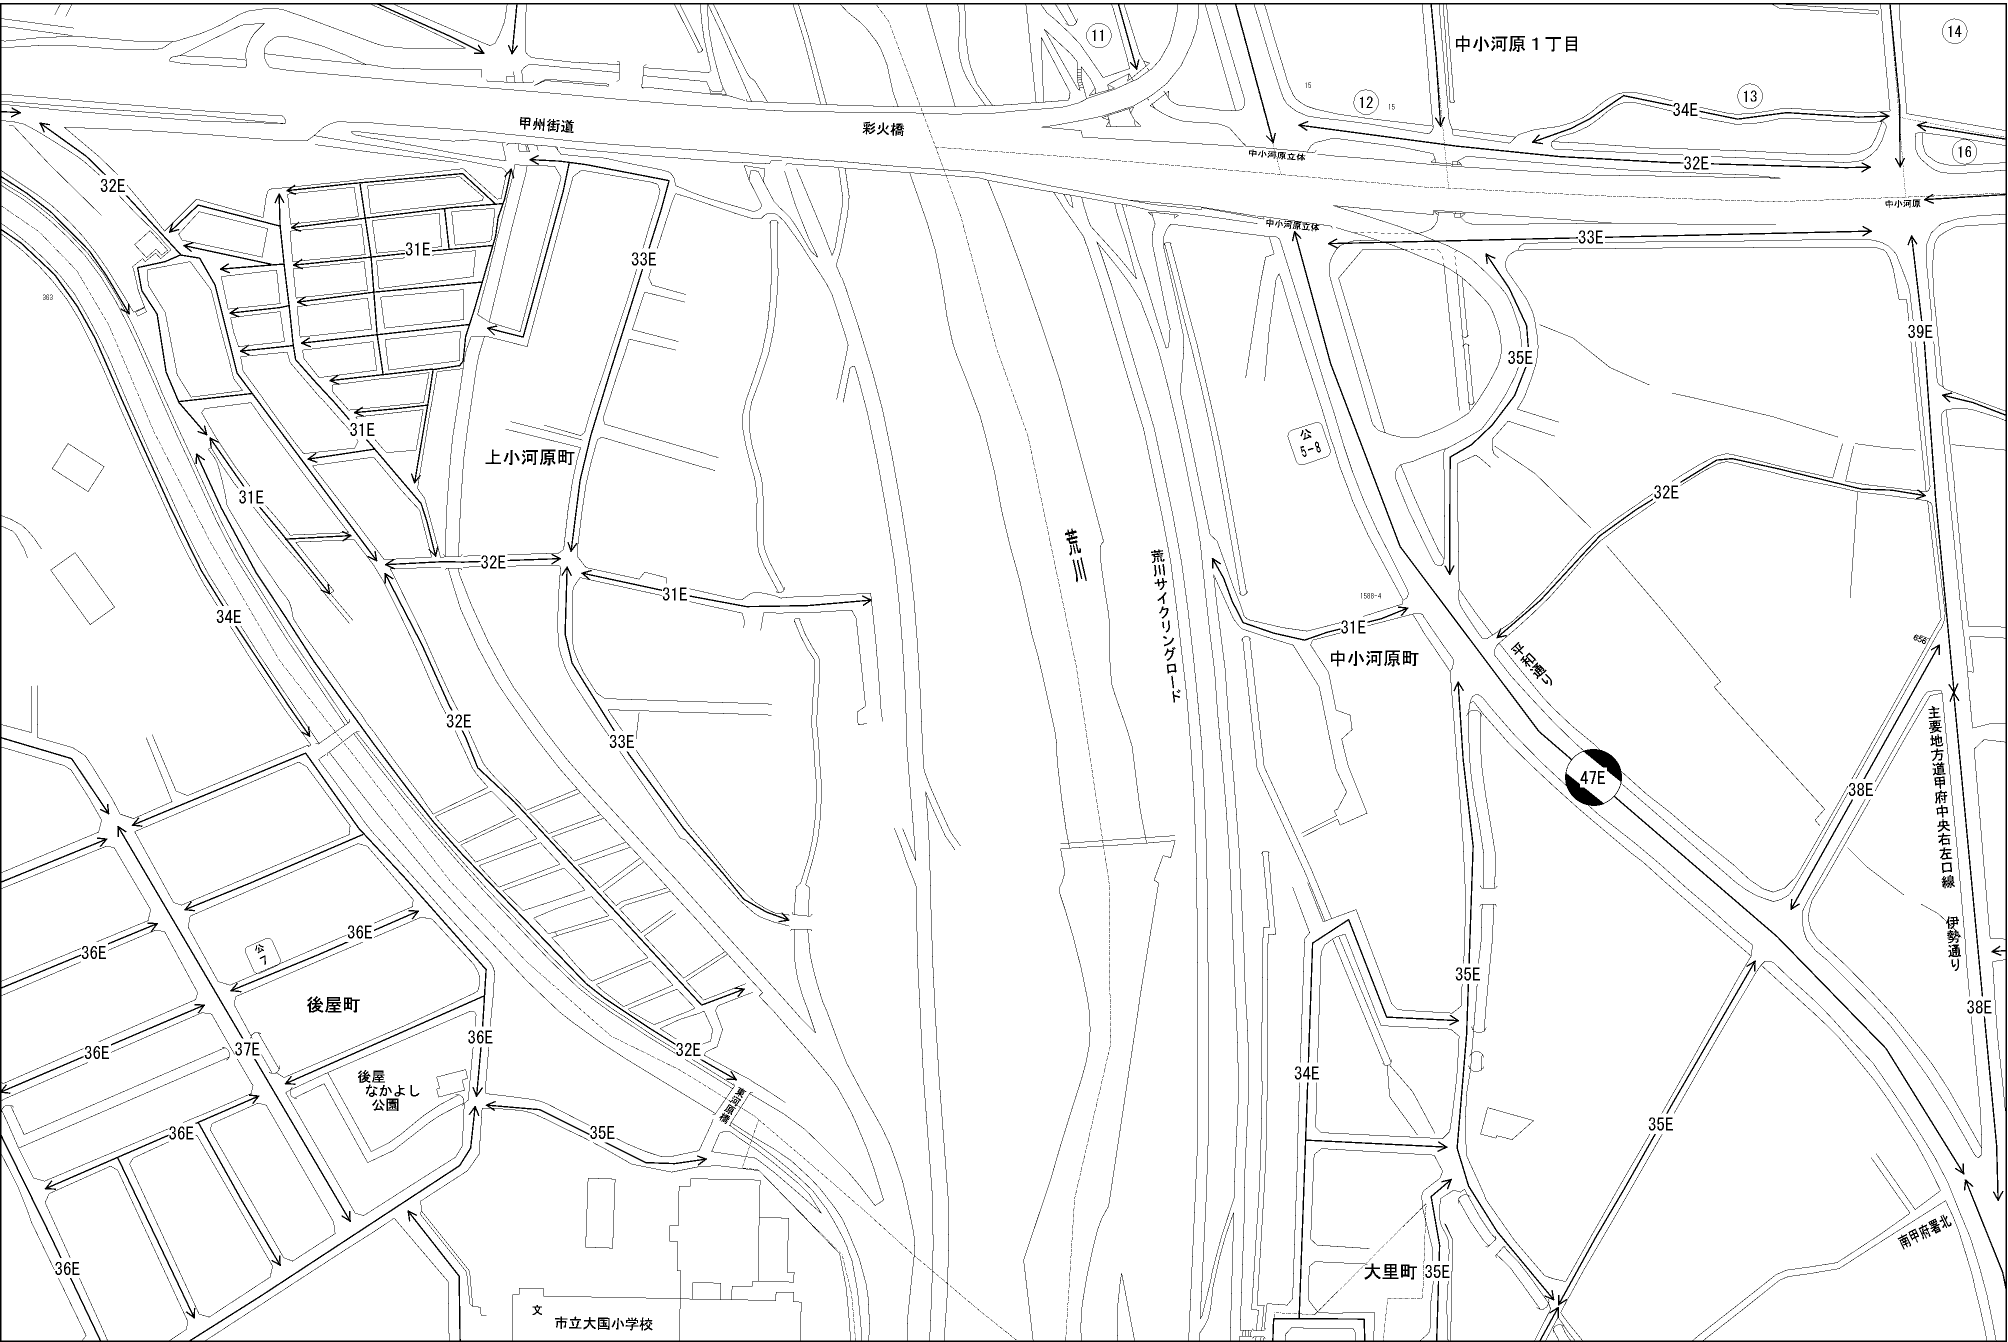 11
中小河原1丁目
14
15
12
15
13
34E
甲州街道
彩火橋
中小河原立体
32E
16
32E
中小河原
中小河原立体
33E
31E
33E
363
39E
35E
31E
公
5-8
上小河原町
32E
31E
荒川
荒川サイクリングロード
32E
31E
1588-4
34E
31E
中小河原町
平和通り
656
32E
33E
主要地方道甲府中央右左口線
47E
38E
36E
36E
公
7
伊勢通り
35E
後屋町
38E
36E
36E
37E
32E
34E
後屋
なかよし
公園
東河原橋
36E
35E
35E
南甲府署北
36E
大里町
35E
文
市立大国小学校